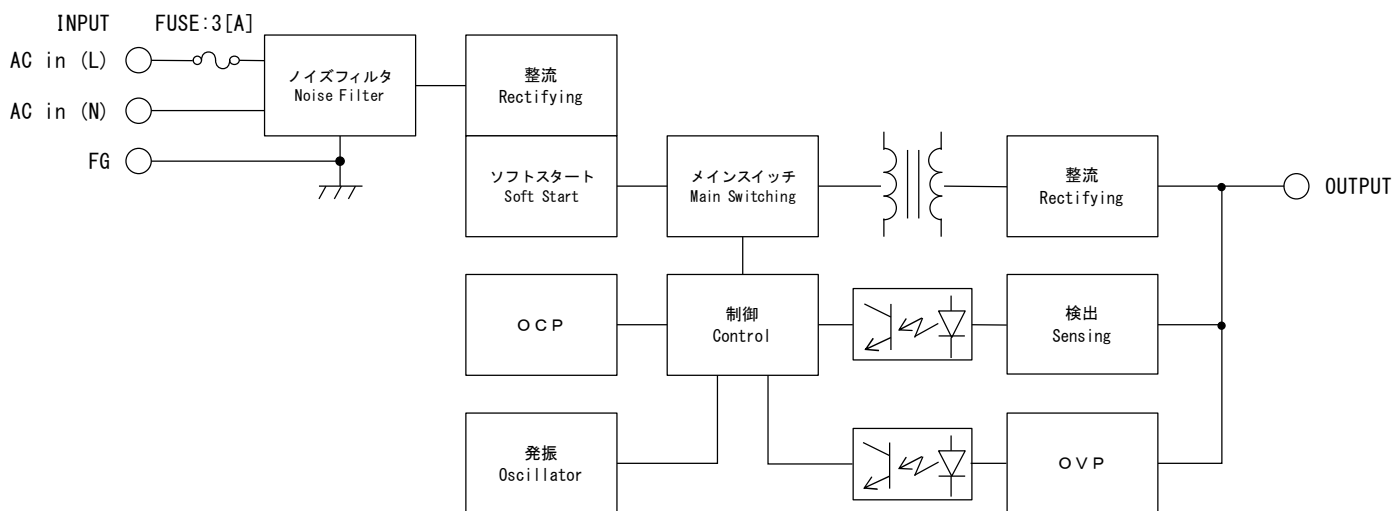 INPUT
FUSE:3[A]
AC in (L)
AC in (N)
FG
ノイズフィルタ
Noise Filter
整流
Rectifying
ソフトスタート
Soft Start
メインスイッチ
Main Switching
整流
Rectifying
OUTPUT
ＯＣＰ
制御
Control
検出
Sensing
発振
Oscillator
ＯＶＰ